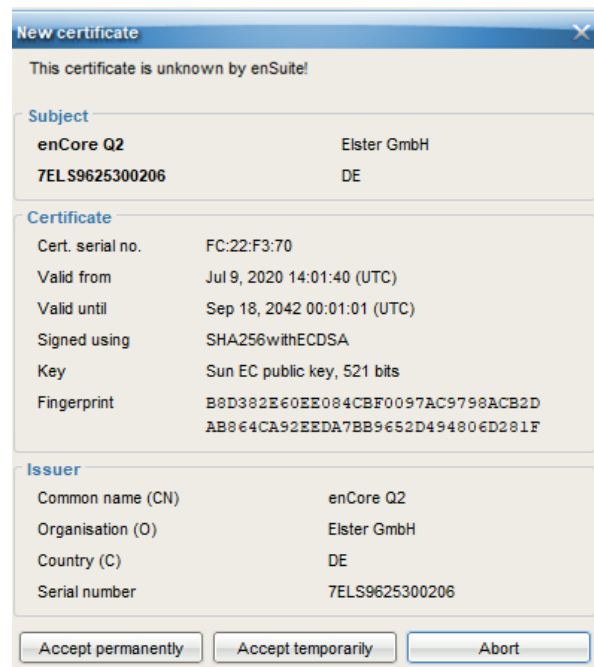 New certificate
This certificate is unknown by enSuite!
Subject
enCore Q2 Elster GmbH
7ELS9625300206 DE
Certificate
Cert. serial no. FC:22:F3:70
Valid from Jul 9, 2020 14:01:40 (UTC)
Valid until Sep 18, 2042 00:01:01 (UTC)
Signed using SHA256withECDSA
Key Sun EC public key, 521 bits
Fingerprint B8D382E60EE084CBF0097AC9798ACB2D
AB864CA92EEDA7BB9652D494806D281F
Issuer
Common name (CN) enCore Q2
Organisation (O) Elster GmbH
Country (C) DE
Serial number 7ELS9625300206
Accept permanently Accept temporarily Abort